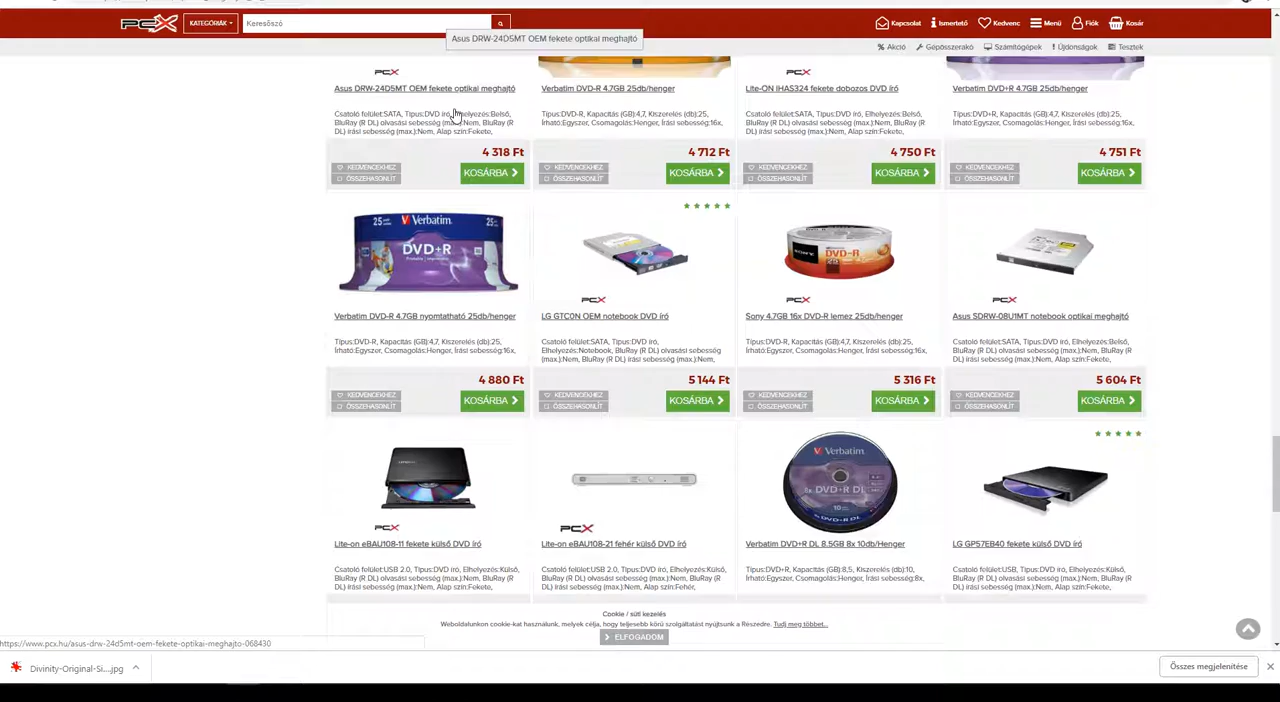 PCX
KATEGÓRIÁK
Keresőszó
Kapcsolat
Ismertető
Kedvenc
Menü
Fiók
Kosár
Asus DRW-24D5MT OEM fekete optikai meghajtó
Akció
Gépösszerakó
Számítógépek
Újdonságok
Tesztek
PCX
Asus DRW-24D5MT OEM fekete optikai meghajtó
Csatoló felület:SATA, Típus:DVD író, Elhelyezés:Belső,
BluRay (R DL) olvasási sebesség (max.):Nem, BluRay (R
DL) írási sebesség (max.):Nem, Alap szín:Fekete,
4 318 Ft
KEDVENCEKHEZ
ÖSSZEHASONLÍT
KOSÁRBA
Verbatim DVD-R 4.7GB 25db/henger
Típus:DVD-R, Kapacitás (GB):4,7, Kiszerelés (db):25,
Írható:Egyszer, Csomagolás:Henger, Írási sebesség:16x,
4 712 Ft
KEDVENCEKHEZ
ÖSSZEHASONLÍT
KOSÁRBA
PCX
Lite-ON IHAS324 fekete dobozos DVD író
Csatoló felület:SATA, Típus:DVD író, Elhelyezés:Belső,
BluRay (R DL) olvasási sebesség (max.):Nem, BluRay (R
DL) írási sebesség (max.):Nem, Alap szín:Fekete,
4 750 Ft
KEDVENCEKHEZ
ÖSSZEHASONLÍT
KOSÁRBA
Verbatim DVD+R 4.7GB 25db/henger
Típus:DVD+R, Kapacitás (GB):4,7, Kiszerelés (db):25,
Írható:Egyszer, Csomagolás:Henger, Írási sebesség:16x,
4 751 Ft
KEDVENCEKHEZ
ÖSSZEHASONLÍT
KOSÁRBA
25 Verbatim. 25
DVD+R
Verbatim DVD-R 4.7GB nyomtatható 25db/henger
Típus:DVD-R, Kapacitás (GB):4,7, Kiszerelés (db):25,
Írható:Egyszer, Csomagolás:Henger, Írási sebesség:16x,
4 880 Ft
KEDVENCEKHEZ
ÖSSZEHASONLÍT
KOSÁRBA
PCX
LG GTC0N OEM notebook DVD író
Csatoló felület:SATA, Típus:DVD író,
Elhelyezés:Notebook, BluRay (R DL) olvasási sebesség
(max.):Nem, BluRay (R DL) írási sebesség (max.):Nem,
5 144 Ft
KEDVENCEKHEZ
ÖSSZEHASONLÍT
KOSÁRBA
SONY DVD-R
25
PCX
Sony 4.7GB 16x DVD-R lemez 25db/henger
Típus:DVD-R, Kapacitás (GB):4,7, Kiszerelés (db):25,
Írható:Egyszer, Csomagolás:Henger, Írási sebesség:16x,
5 316 Ft
KEDVENCEKHEZ
ÖSSZEHASONLÍT
KOSÁRBA
PCX
Asus SDRW-08U1MT notebook optikai meghajtó
Csatoló felület:SATA, Típus:DVD író, Elhelyezés:Belső,
BluRay (R DL) olvasási sebesség (max.):Nem, BluRay (R
DL) írási sebesség (max.):Nem, Alap szín:Fekete,
5 604 Ft
KEDVENCEKHEZ
ÖSSZEHASONLÍT
KOSÁRBA
PCX
Lite-on eBAU108-11 fekete külső DVD író
Csatoló felület:USB 2.0, Típus:DVD író, Elhelyezés:Külső,
BluRay (R DL) olvasási sebesség (max.):Nem, BluRay (R
DL) írási sebesség (max.):Nem, Alap szín:Fekete,
PCX
Lite-on eBAU108-21 fehér külső DVD író
Csatoló felület:USB 2.0, Típus:DVD író, Elhelyezés:Külső,
BluRay (R DL) olvasási sebesség (max.):Nem, BluRay (R
DL) írási sebesség (max.):Nem, Alap szín:Fehér,
Verbatim
DVD+R DL
Verbatim DVD+R DL 8.5GB 8x 10db/Henger
Típus:DVD+R, Kapacitás (GB):8,5, Kiszerelés (db):10,
Írható:Egyszer, Csomagolás:Henger, Írási sebesség:8x,
LG GP57EB40 fekete külső DVD író
Csatoló felület:USB, Típus:DVD író, Elhelyezés:Külső,
BluRay (R DL) olvasási sebesség (max.):Nem, BluRay (R
DL) írási sebesség (max.):Nem, Alap szín:Fekete,
Cookie / süti kezelés
Weboldalunkon cookie-kat használunk, melyek célja, hogy teljesebb körű szolgáltatást nyújtsunk a Részedre. Tudj meg többet...
ELFOGADOM
https://www.pcx.hu/asus-drw-24d5mt-oem-fekete-optikai-meghajto-068430
Divinity-Original-Si....jpg
Összes megjelenítése